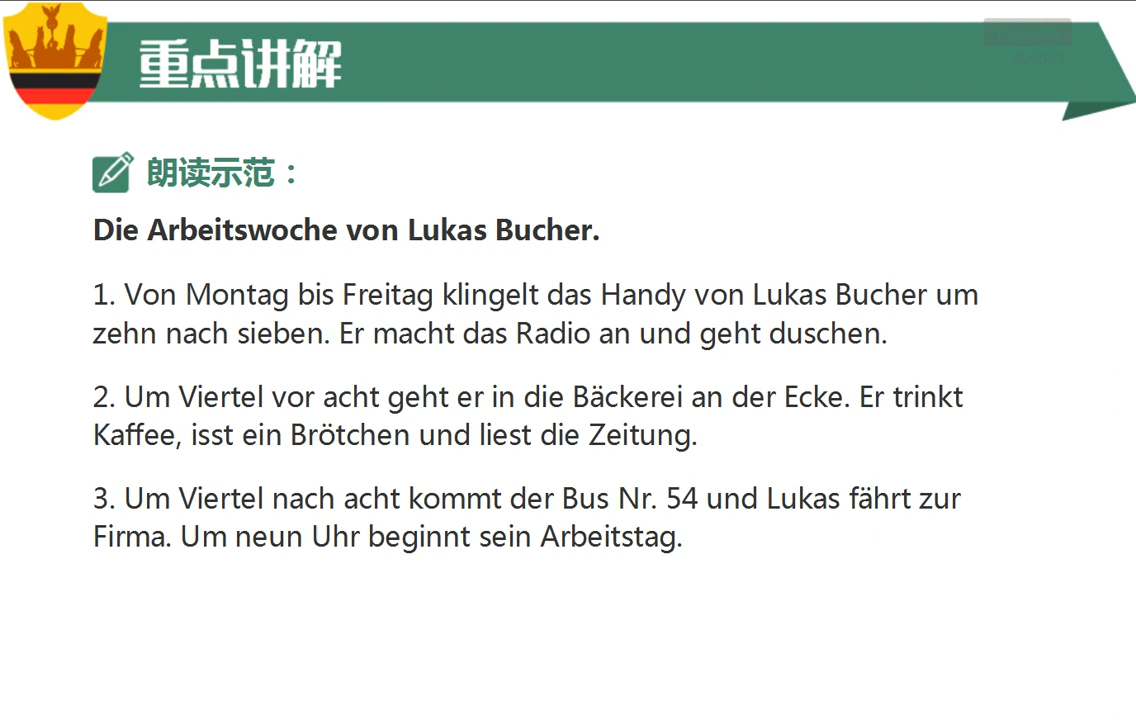 重点讲解
朗读示范：
Die Arbeitswoche von Lukas Bucher.
1. Von Montag bis Freitag klingelt das Handy von Lukas Bucher um
zehn nach sieben. Er macht das Radio an und geht duschen.
2. Um Viertel vor acht geht er in die Bäckerei an der Ecke. Er trinkt
Kaffee, isst ein Brötchen und liest die Zeitung.
3. Um Viertel nach acht kommt der Bus Nr. 54 und Lukas fährt zur
Firma. Um neun Uhr beginnt sein Arbeitstag.